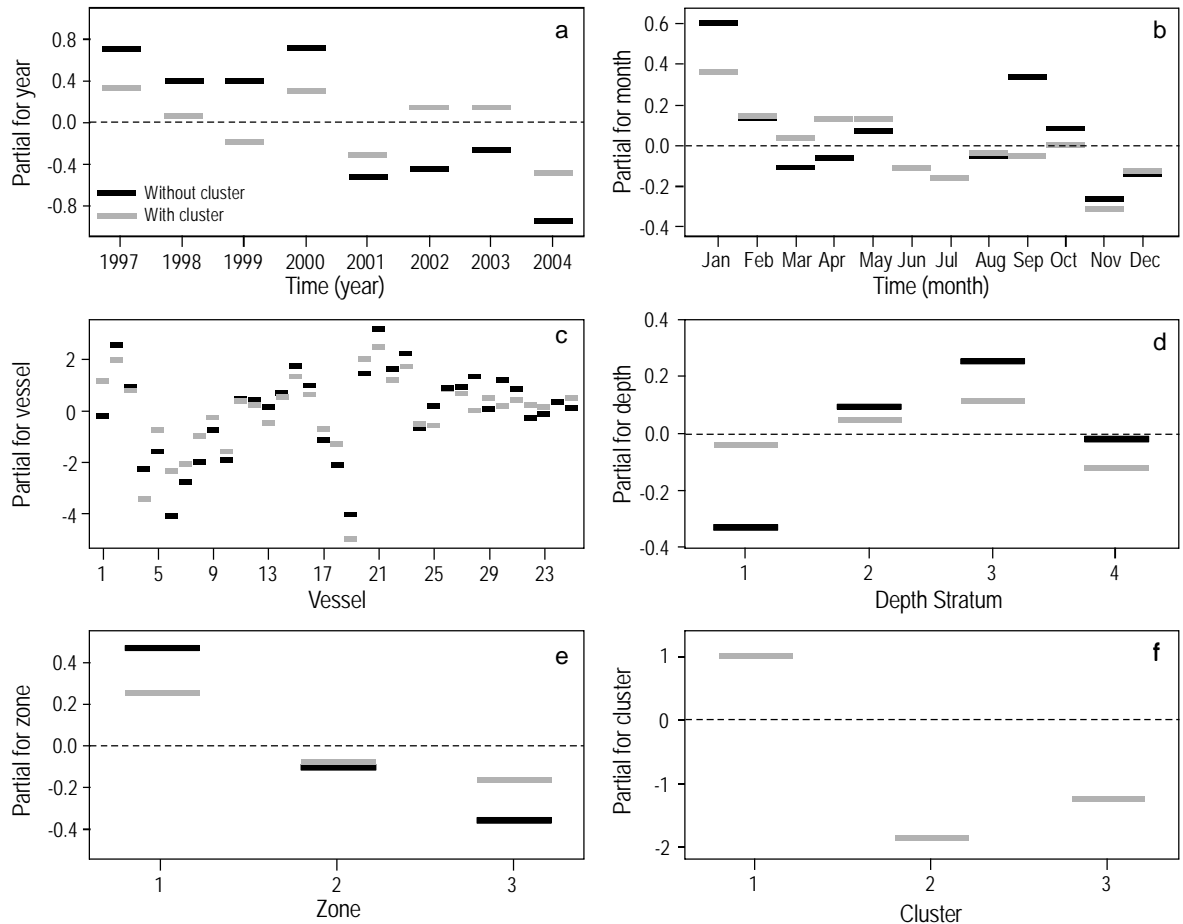 a
Partial for year
0.8
0.4
0.0
-0.4
-0.8
Without cluster
With cluster
1997 1998 1999 2000 2001 2002 2003 2004
Time (year)
b
Partial for month
0.6
0.4
0.2
0.0
-0.2
-0.4
Jan Feb Mar Apr May Jun Jul Aug Sep Oct Nov Dec
Time (month)
c
Partial for vessel
2
0
-2
-4
1 5 9 13 17 21 25 29 23
Vessel
d
Partial for depth
0.4
0.2
0.0
-0.2
-0.4
1 2 3 4
Depth Stratum
e
Partial for zone
0.4
0.2
0.0
-0.2
-0.4
1 2 3
Zone
f
Partial for cluster
1
0
-1
-2
1 2 3
Cluster